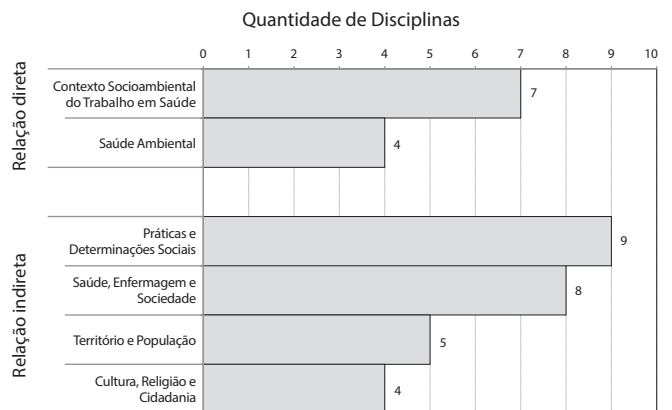 Quantidade de Disciplinas
0 1 2 3 4 5 6 7 8 9 10
Relação direta
Contexto Socioambiental
do Trabalho em Saúde
7
Saúde Ambiental
4
Relação indireta
Práticas e
Determinações Sociais
9
Saúde, Enfermagem e
Sociedade
8
Território e População
5
Cultura, Religião e
Cidadania
4